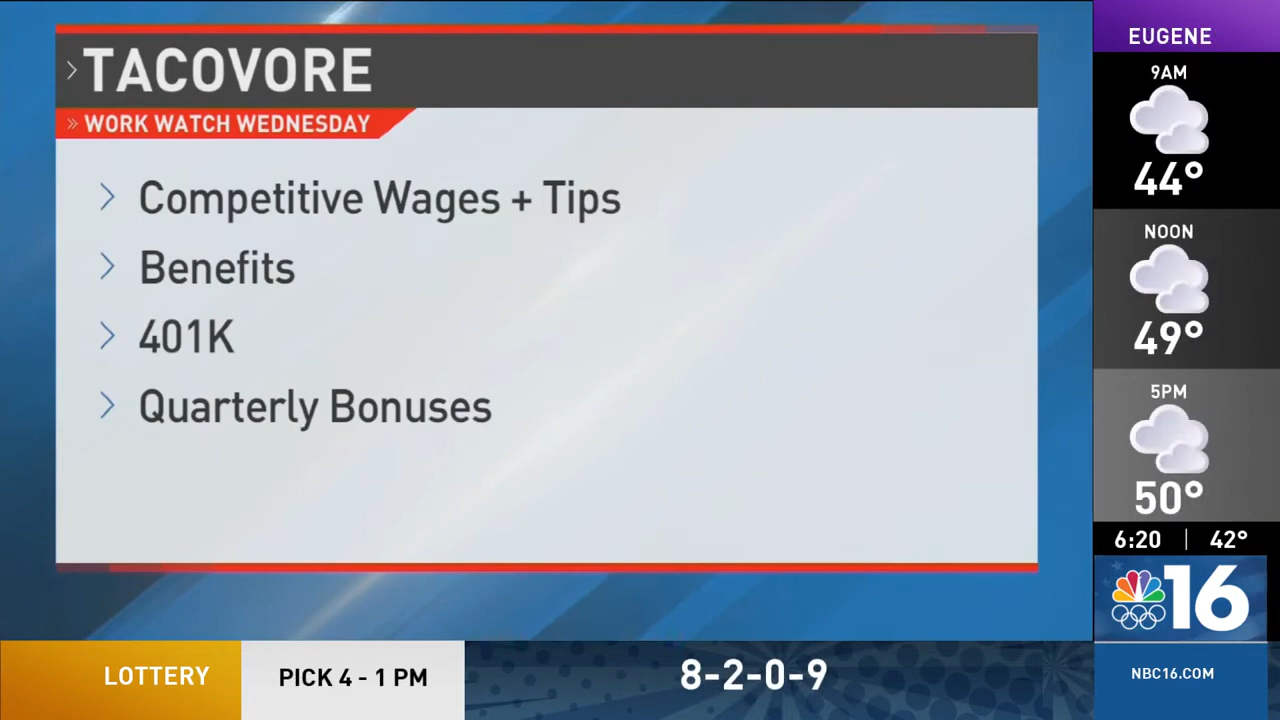 TACOVORE
WORK WATCH WEDNESDAY
Competitive Wages + Tips
Benefits
401K
Quarterly Bonuses
EUGENE
9AM
44°
NOON
49°
5PM
50°
6:20 | 42°
16
NBC16.COM
LOTTERY
PICK 4 - 1 PM
8-2-0-9